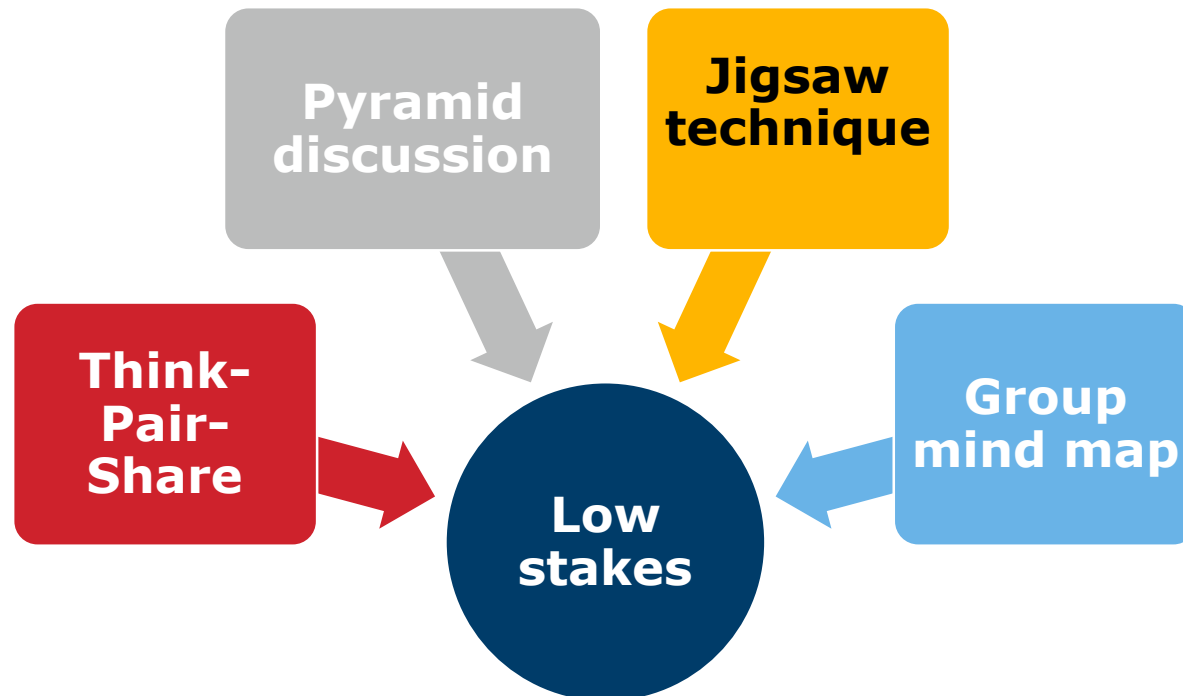 Pyramid
discussion
Jigsaw
technique
Think-
Pair-
Share
Group
mind map
Low
stakes